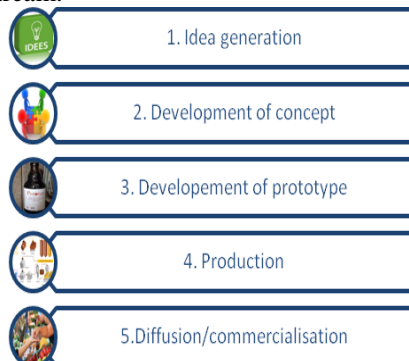 1. Idea generation
IDEES
2. Development of concept
3. Developement of prototype
4. Production
5.Diffusion/commercialisation